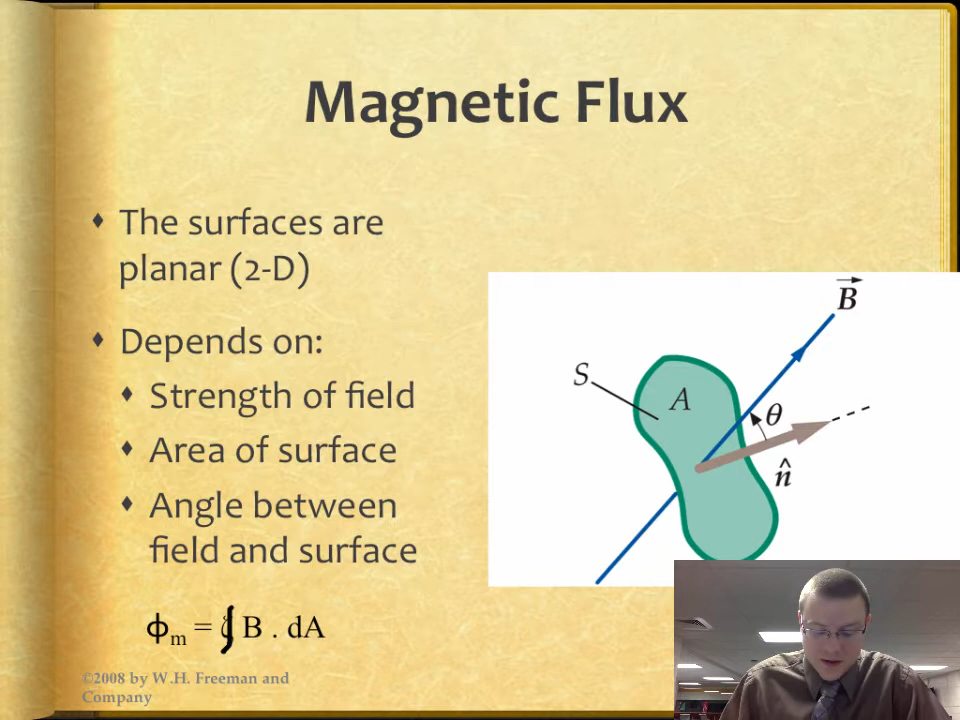 Magnetic Flux
The surfaces are
planar (2-D)
Depends on:
Strength of field
Area of surface
Angle between
field and surface
ϕm = ∫ B . dA
©2008 by W.H. Freeman and
Company
B
S
A
θ
n̂